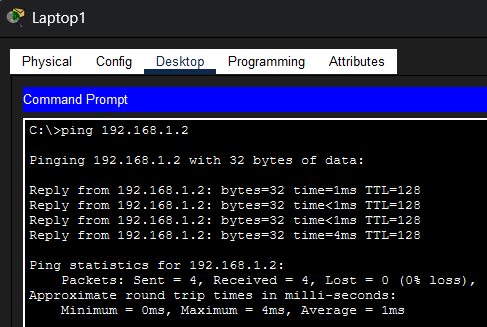 Laptop1
Physical Config Desktop Programming Attributes
Command Prompt
C:\>ping 192.168.1.2
Pinging 192.168.1.2 with 32 bytes of data:
Reply from 192.168.1.2: bytes=32 time=1ms TTL=128
Reply from 192.168.1.2: bytes=32 time<1ms TTL=128
Reply from 192.168.1.2: bytes=32 time<1ms TTL=128
Reply from 192.168.1.2: bytes=32 time=4ms TTL=128
Ping statistics for 192.168.1.2:
Packets: Sent = 4, Received = 4, Lost = 0 (0% loss),
Approximate round trip times in milli-seconds:
Minimum = 0ms, Maximum = 4ms, Average = 1ms